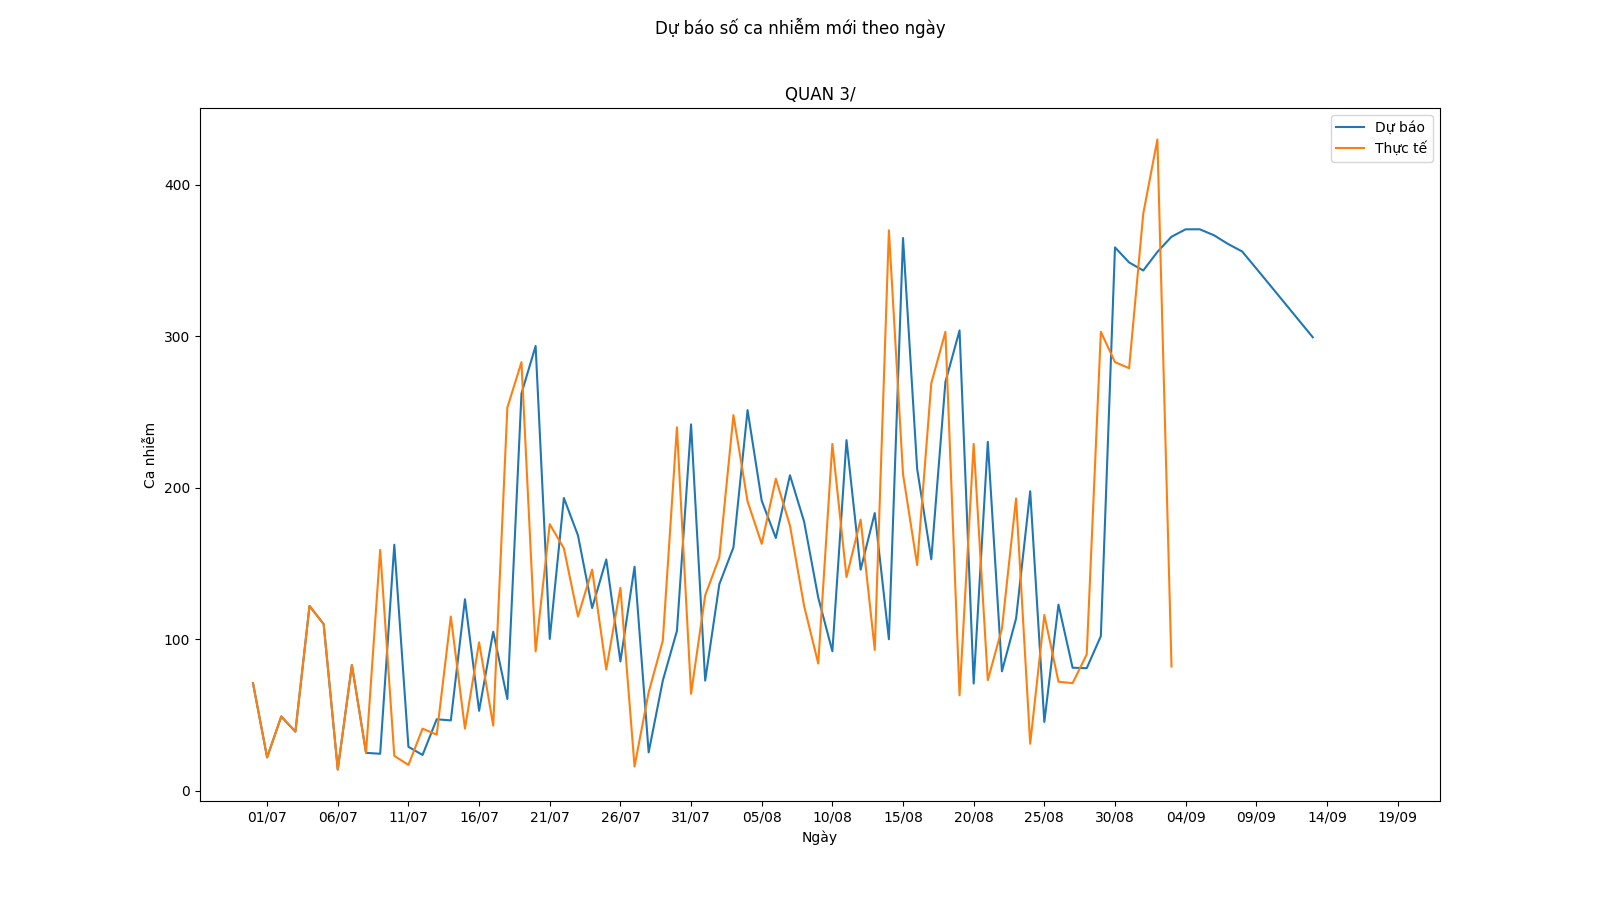 Dự báo số ca nhiễm mới theo ngày
QUAN 3/
Dự báo
Thực tế
400
300
200
100
0
Ca nhiễm
01/07 06/07 11/07 16/07 21/07 26/07 31/07 05/08 10/08 15/08 20/08 25/08 30/08 04/09 09/09 14/09 19/09
Ngày